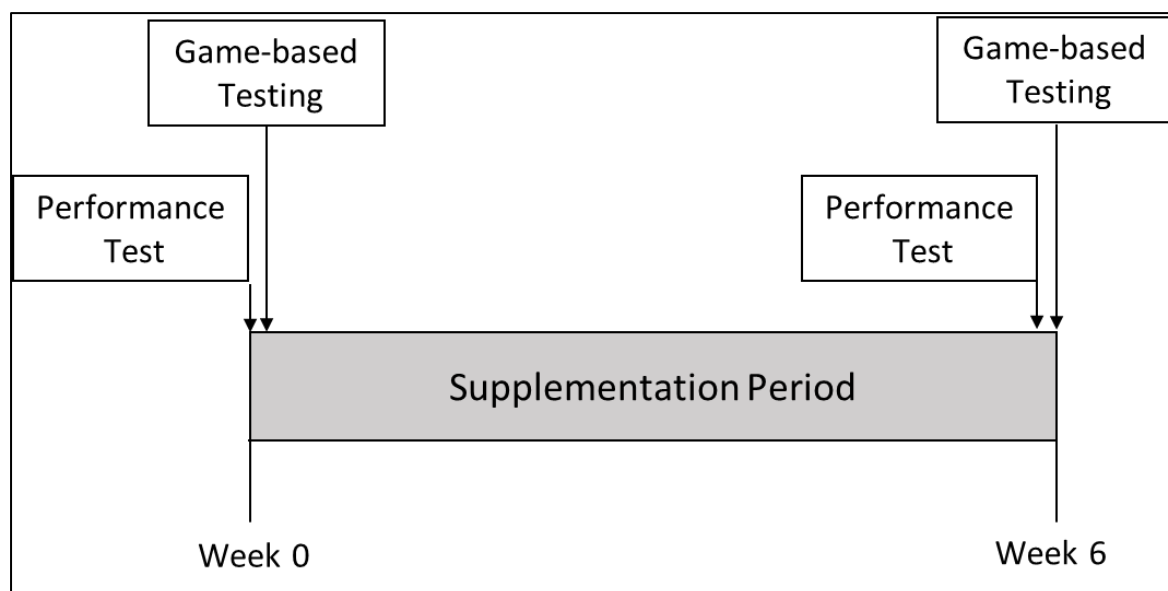 Game-based
Testing
Game-based
Testing
Performance
Test
Performance
Test
Supplementation Period
Week 0
Week 6